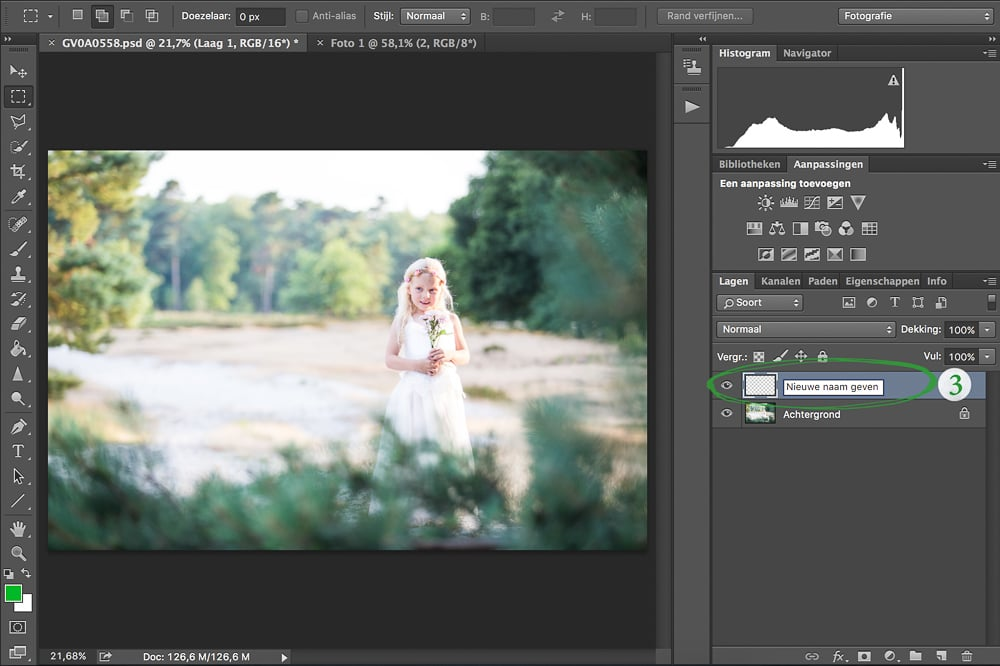 Doezelaar: 0 px Anti-alias Stijl: Normaal B: H: Rand verfijnen... Fotografie
× GV0A0558.psd @ 21,7% (Laag 1, RGB/16*) * × Foto 1 @ 58,1% (2, RGB/8*)
Histogram Navigator
Bibliotheken Aanpassingen
Een aanpassing toevoegen
Lagen Kanalen Paden Eigenschappen Info
Soort
Normaal Dekking: 100%
Vergr.: Vul: 100%
Nieuwe naam geven 3
Achtergrond
21,68% Doc: 126,6 M/126,6 M
fx